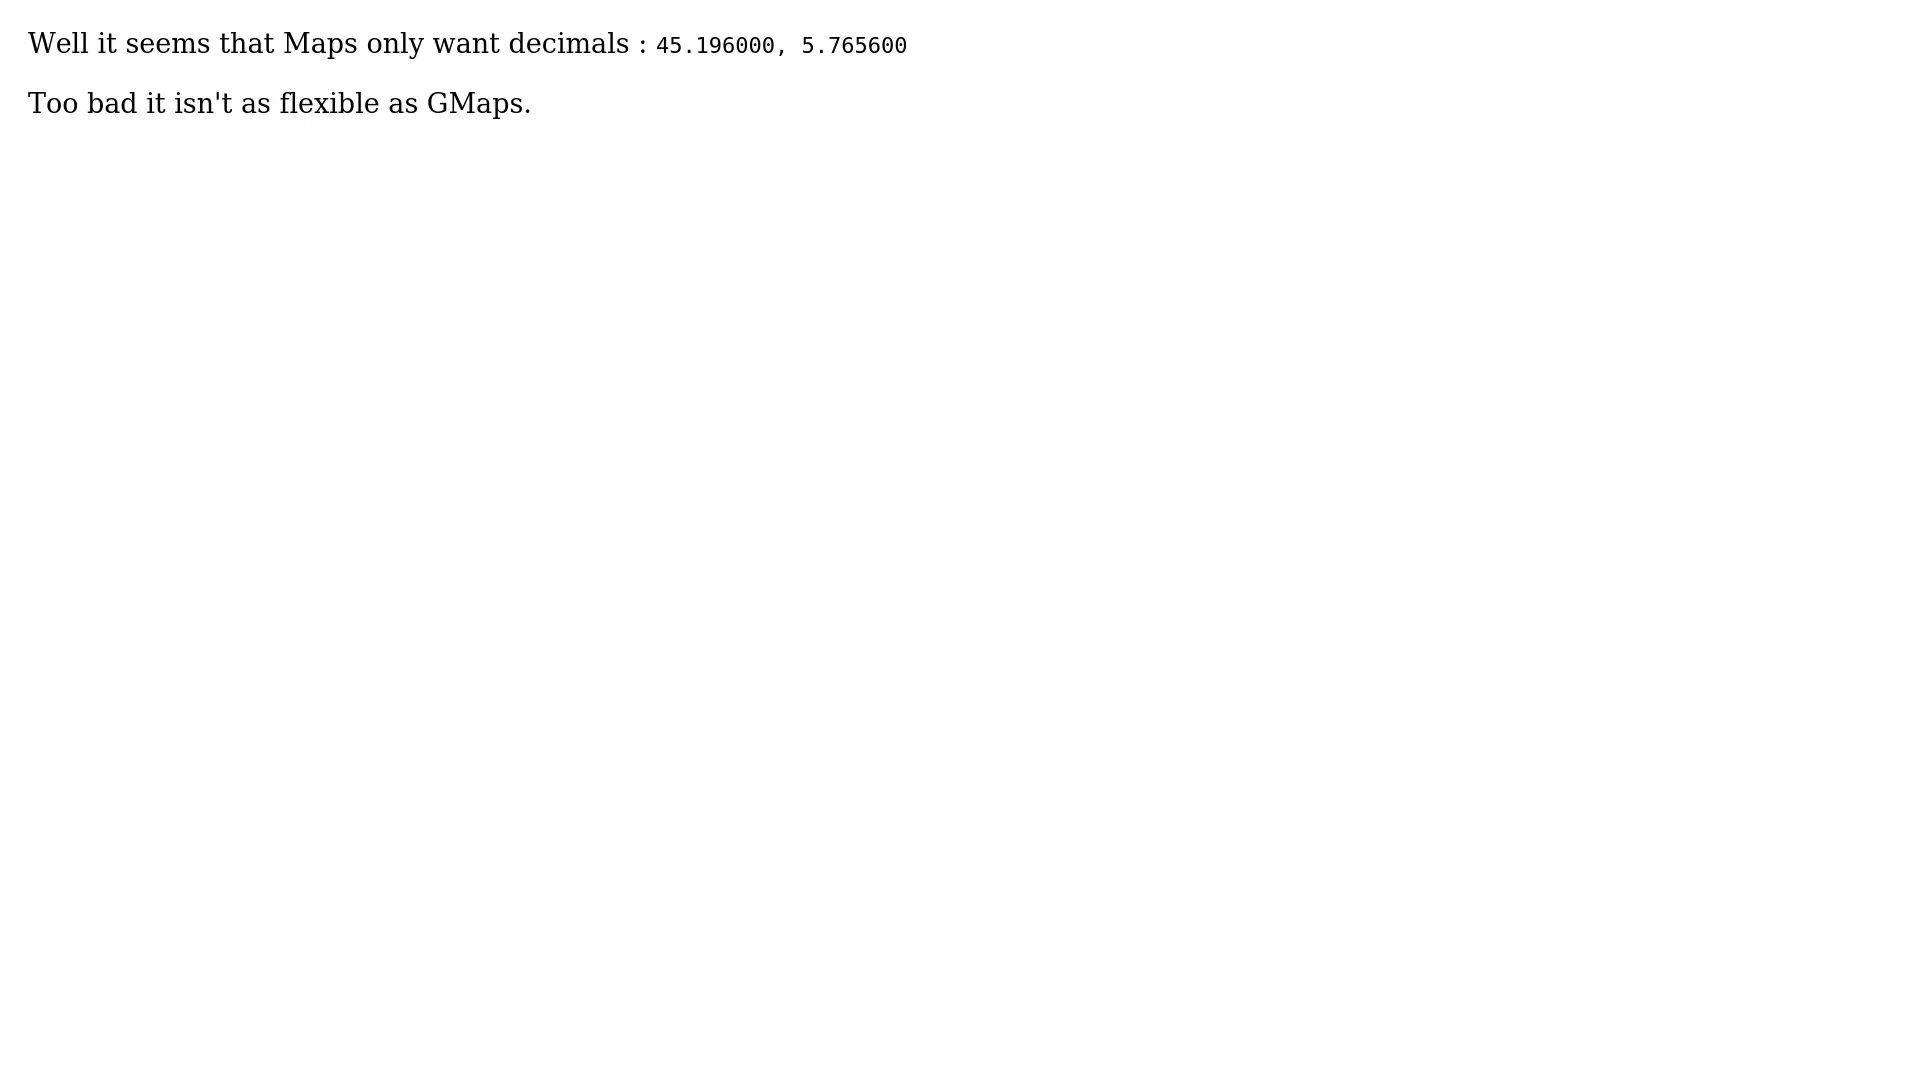 Well it seems that Maps only want decimals : 45.196000, 5.765600
Too bad it isn't as flexible as GMaps.